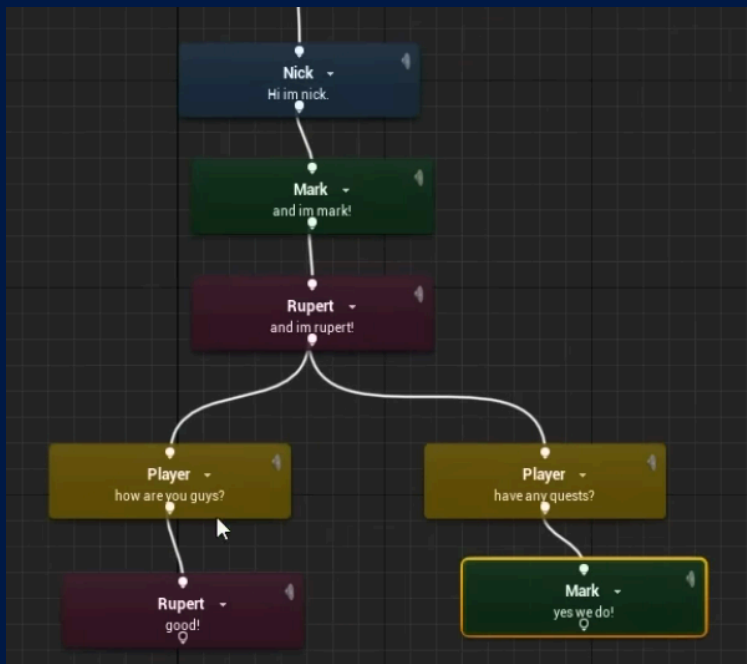 Nick
Hi im nick.
Mark
and im mark!
Rupert
and im rupert!
Player
how are you guys?
Player
have any quests?
Rupert
good!
Mark
yes we do!